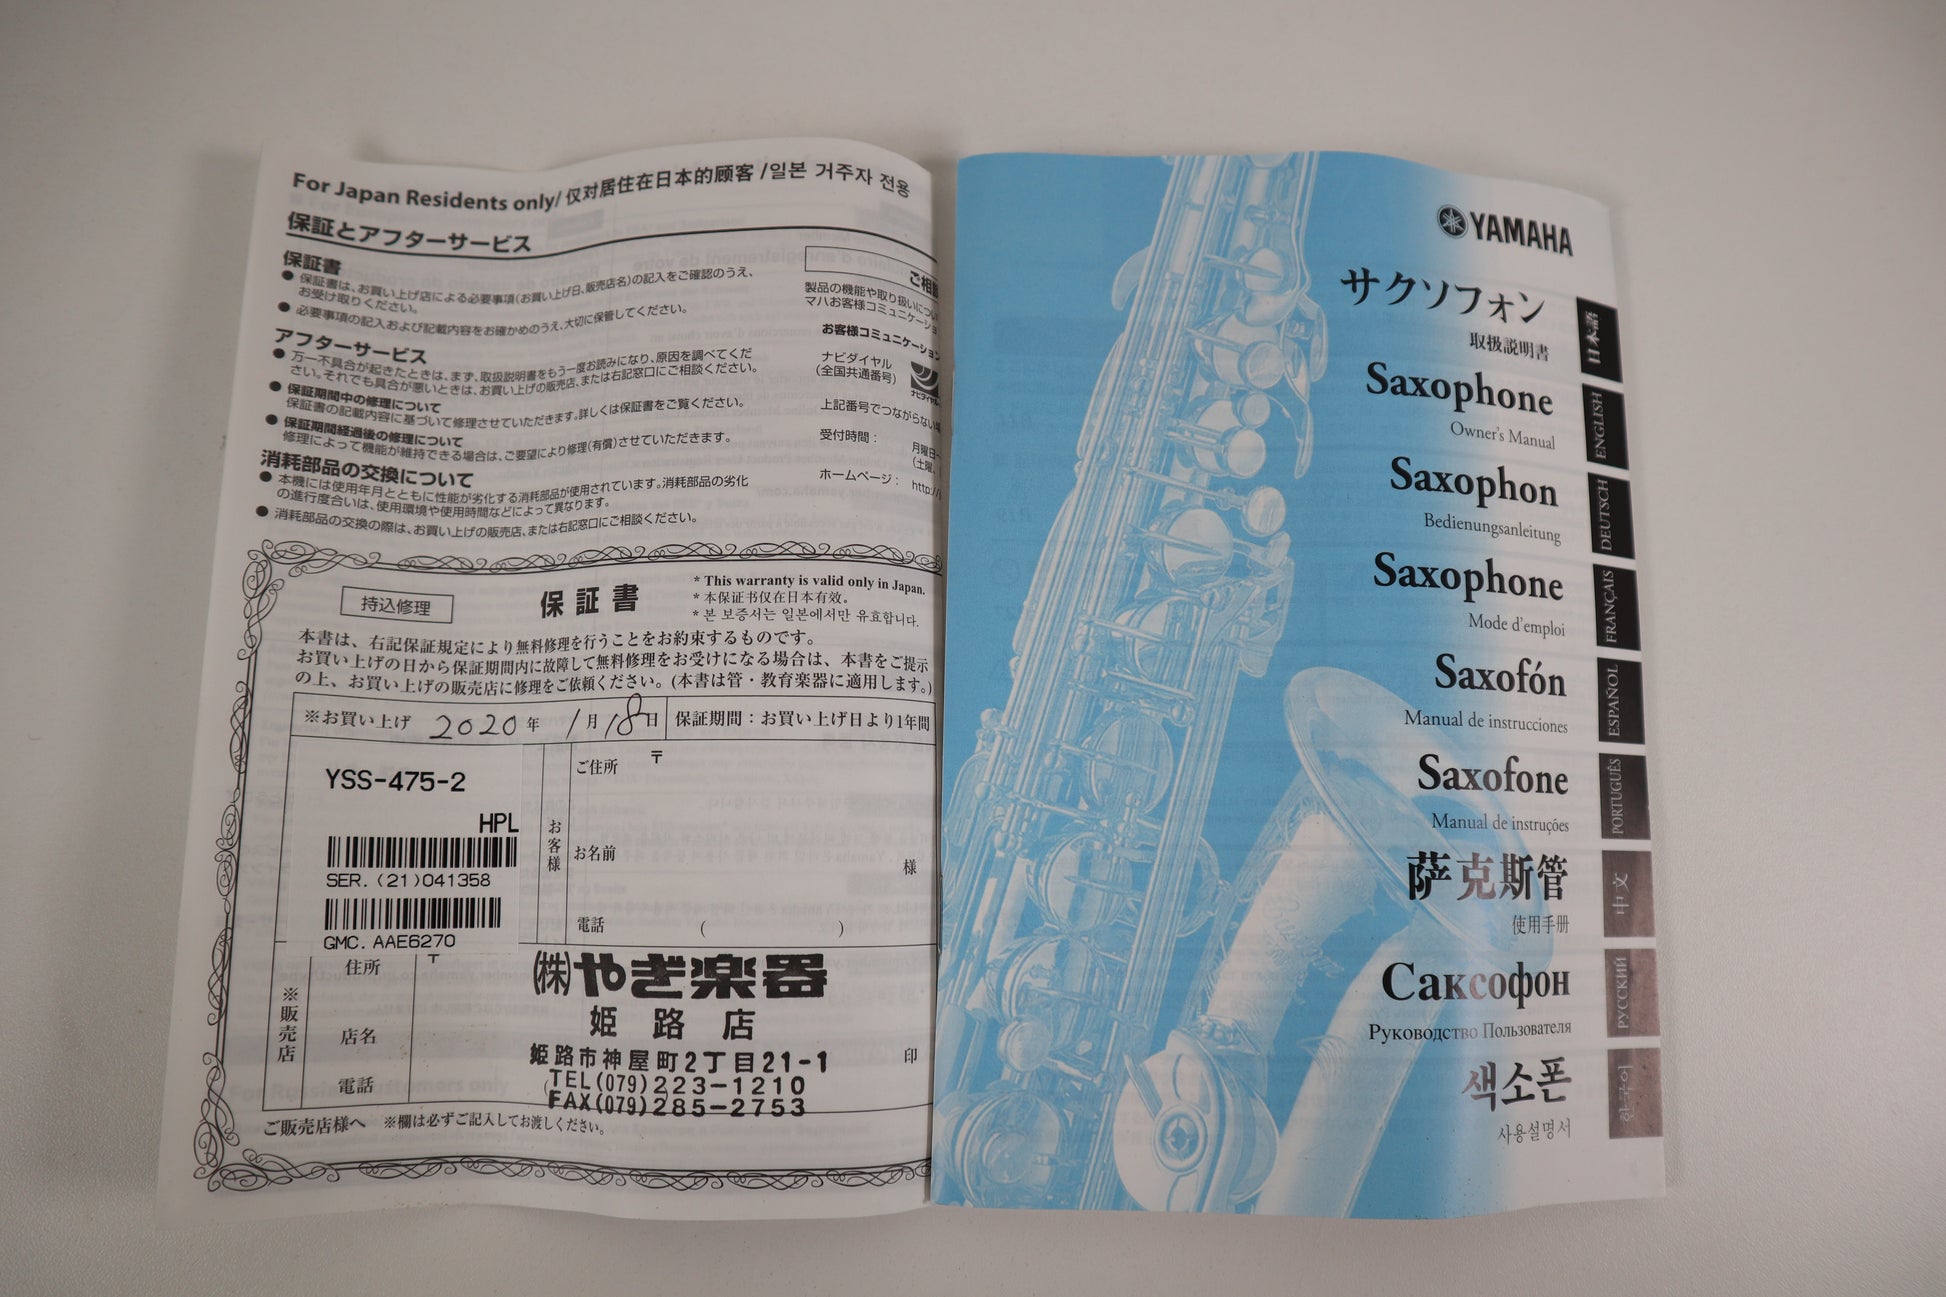 For Japan Residents only/仅对居住在日本的顾客/일본 거주자 전용
保証とアフターサービス
保証書
● 保証書は、お買い上げ店による必要事項(お買い上げ日、販売店名)の記入をご確認のうえ、
お受け取りください。
● 必要事項の記入および記載内容をお確かめのうえ、大切に保管してください。
アフターサービス
● 万一不具合が起きたときは、まず、取扱説明書をもう一度お読みになり、原因を調べてくだ
さい。それでも具合が悪いときは、お買い上げの販売店、または右記窓口にご相談ください。
● 保証期間中の修理について
保証書の記載内容に基づいて修理させていただきます。詳しくは保証書をご覧ください。
● 保証期間経過後の修理について
修理によって機能が維持できる場合は、ご要望により修理(有償)させていただきます。
消耗部品の交換について
● 本機には使用年月とともに性能が劣化する消耗部品が使用されています。消耗部品の劣化
の進行度合いは、使用環境や使用時間などによって異なります。
● 消耗部品の交換の際は、お買い上げの販売店、または右記窓口にご相談ください。
ご相談
製品の機能や取り扱いについ
マハお客様コミュニケーショ
お客様コミュニケーション
ナビダイヤル
(全国共通番号)
ナビダイヤル
上記番号でつながらない
受付時間：
月曜日
(土曜、
ホームページ：
http://
持込修理
保証書
* This warranty is valid only in Japan.
* 本保证书仅在日本有效。
* 본 보증서는 일본에서만 유효합니다.
本書は、右記保証規定により無料修理を行うことをお約束するものです。
お買い上げの日から保証期間内に故障して無料修理をお受けになる場合は、本書をご提示
の上、お買い上げの販売店に修理をご依頼ください。(本書は管・教育楽器に適用します。)
※お買い上げ 2020年 1月18日 保証期間：お買い上げ日より1年間
YSS-475-2
HPL
SER.(21)041358
GMC.AAE6270
お客様
ご住所 〒
お名前 様
電話 ( )
※販売店
住所 〒
店名
電話 (
印
(株)やぎ楽器
姫路店
姫路市神屋町2丁目21-1
TEL(079)223-1210
FAX(079)285-2753
ご販売店様へ ※欄は必ずご記入してお渡しください。
YAMAHA
サクソフォン
取扱説明書
日本語
Saxophone
Owner's Manual
ENGLISH
Saxophon
Bedienungsanleitung
DEUTSCH
Saxophone
Mode d'emploi
FRANÇAIS
Saxofón
Manual de instrucciones
ESPAÑOL
Saxofone
Manual de instruções
PORTUGUÊS
萨克斯管
使用手册
中文
Саксофон
Руководство Пользователя
РУССКИЙ
색소폰
사용설명서
한국어